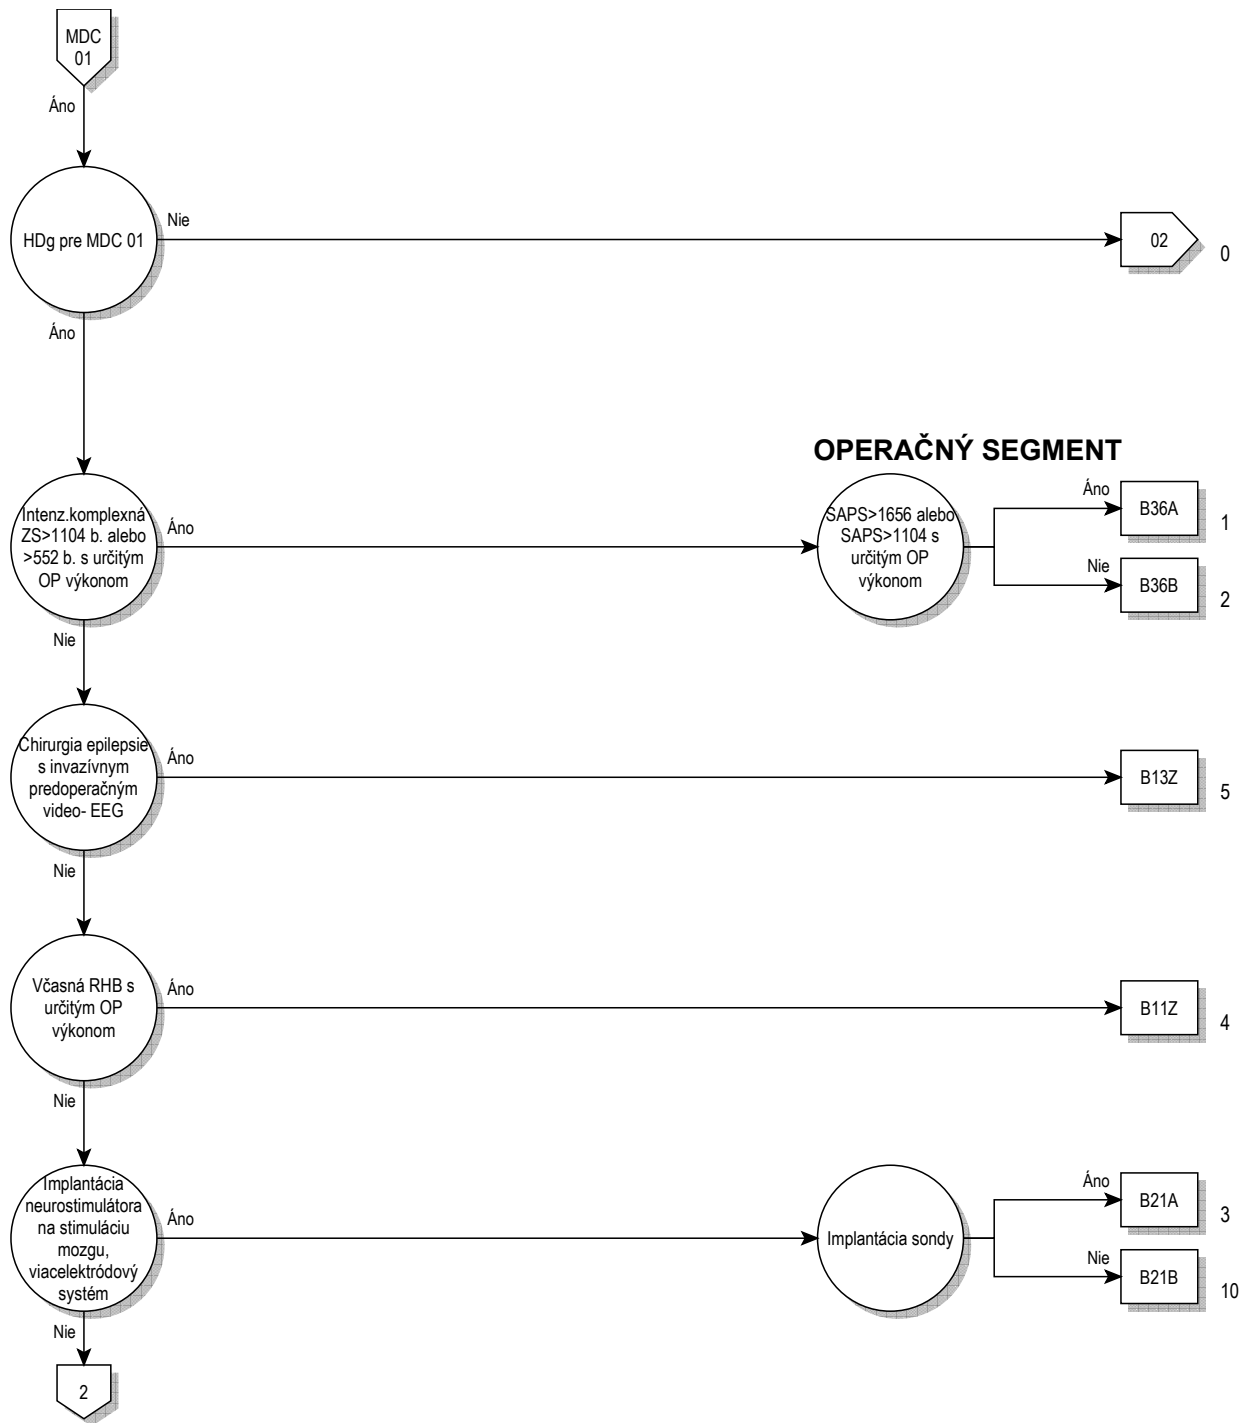 MDC
01
Áno
HDg pre MDC 01
Nie
02
0
Áno
OPERAČNÝ SEGMENT
Intenz.komplexná
ZS>1104 b. alebo
>552 b. s určitým
OP výkonom
Áno
SAPS>1656 alebo
SAPS>1104 s
určitým OP
výkonom
Áno
B36A
1
Nie
B36B
2
Nie
Chirurgia epilepsie
s invazívnym
predoperačným
video- EEG
Áno
B13Z
5
Nie
Včasná RHB s
určitým OP
výkonom
Áno
B11Z
4
Nie
Implantácia
neurostimulátora
na stimuláciu
mozgu,
viacelektródový
systém
Áno
Implantácia sondy
Áno
B21A
3
Nie
B21B
10
Nie
2